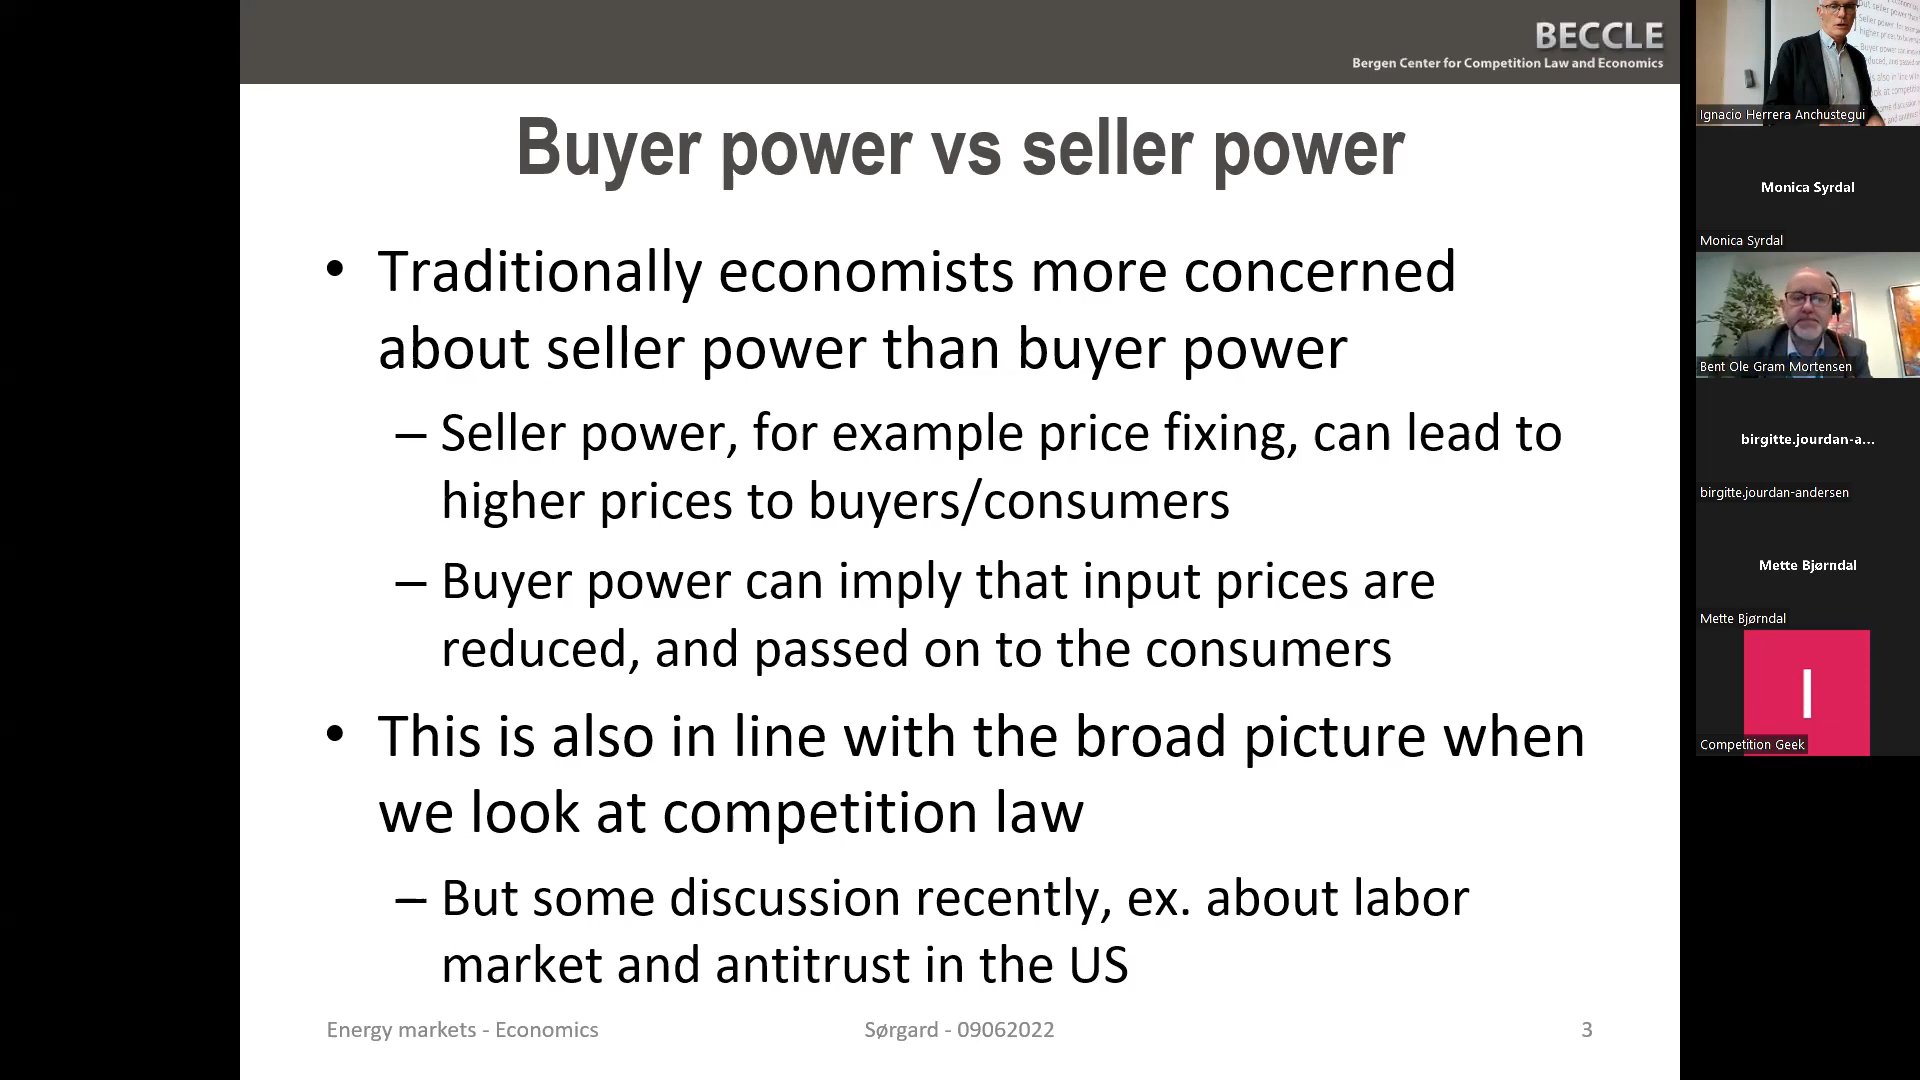 BECCLE
Bergen Center for Competition Law and Economics
Buyer power vs seller power
• Traditionally economists more concerned
about seller power than buyer power
– Seller power, for example price fixing, can lead to
higher prices to buyers/consumers
– Buyer power can imply that input prices are
reduced, and passed on to the consumers
• This is also in line with the broad picture when
we look at competition law
– But some discussion recently, ex. about labor
market and antitrust in the US
Energy markets - Economics
Sørgard - 09062022
3
Ignacio Herrera Anchustegui
Monica Syrdal
Monica Syrdal
Bent Ole Gram Mortensen
birgitte.jourdan-a...
birgitte.jourdan-andersen
Mette Bjørndal
Mette Bjørndal
I
Competition Geek